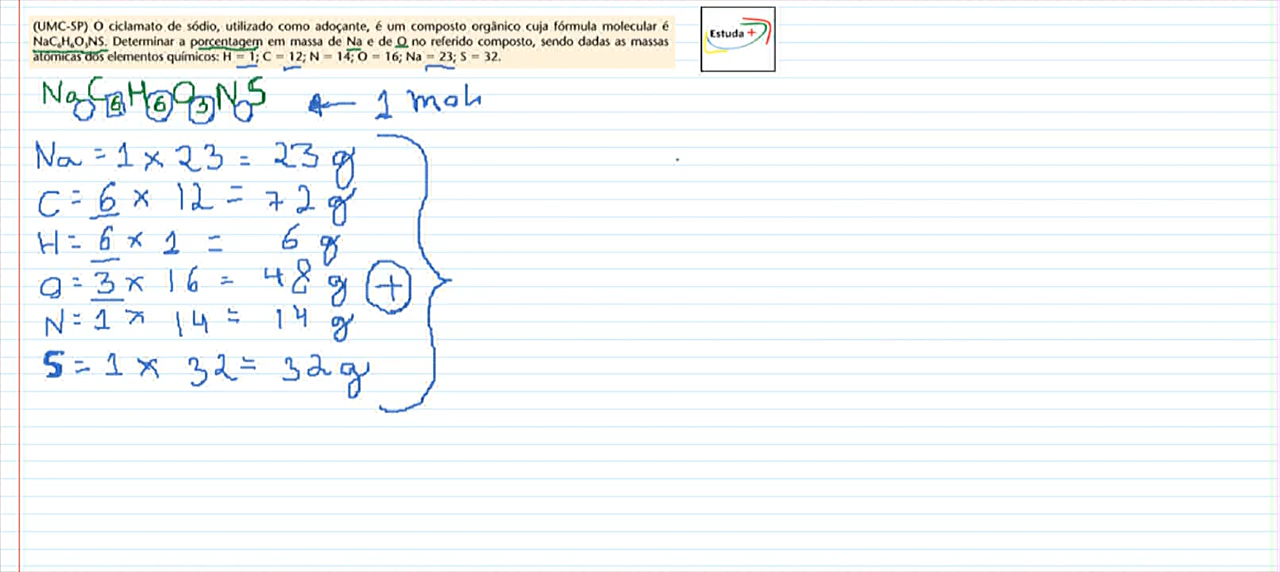 (UMC-SP) O ciclamato de sódio, utilizado como adoçante, é um composto orgânico cuja fórmula molecular é
NaC₆H₆O₃NS. Determinar a porcentagem em massa de Na e de O no referido composto, sendo dadas as massas
atômicas dos elementos químicos: H = 1; C = 12; N = 14; O = 16; Na = 23; S = 32.
Estuda +
NaC₆H₆O₃NS ← 1 mol
Na = 1 x 23 = 23 g
C = 6 x 12 = 72 g
H = 6 x 1 = 6 g
O = 3 x 16 = 48 g +
N = 1 x 14 = 14 g
S = 1 x 32 = 32 g